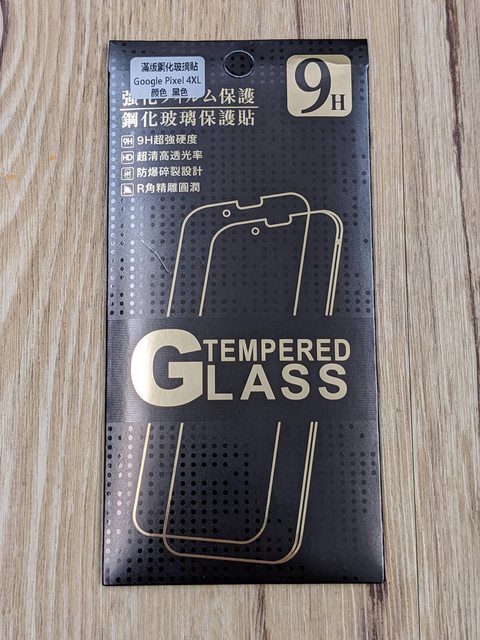 滿版鋼化玻璃貼
Google Pixel 4XL
顏色 黑色
9H
強化フィルム保護
鋼化玻璃保護貼
9H 9H超強硬度
HD 超清高透光率
防爆碎裂設計
R角精雕圓潤
TEMPERED
GLASS